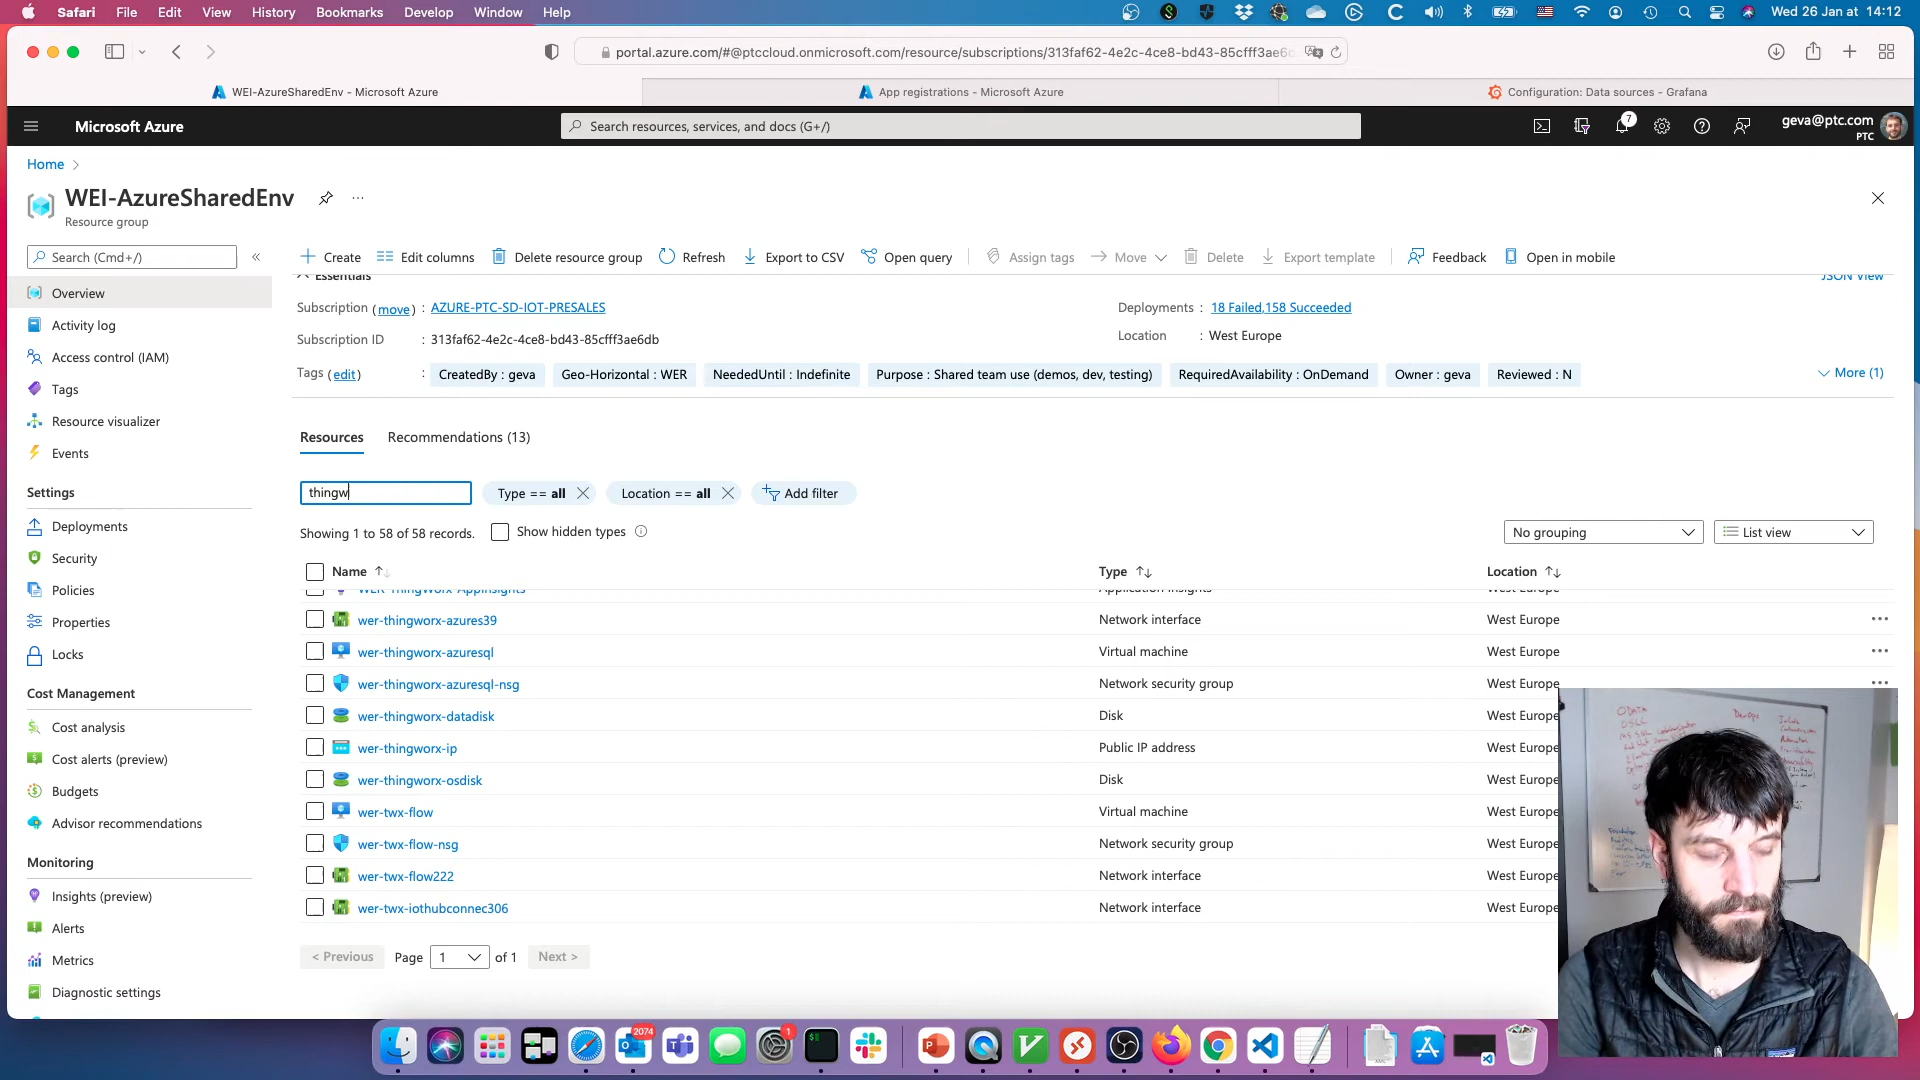 Safari File Edit View History Bookmarks Develop Window Help Wed 26 Jan at 14:12
portal.azure.com/#@ptccloud.onmicrosoft.com/resource/subscriptions/313faf62-4e2c-4ce8-bd43-85cfff3ae6
WEI-AzureSharedEnv - Microsoft Azure App registrations - Microsoft Azure Configuration: Data sources - Grafana
Microsoft Azure Search resources, services, and docs (G+/) 7 geva@ptc.com
PTC
Home
WEI-AzureSharedEnv
Resource group
Search (Cmd+/) « Create Edit columns Delete resource group Refresh Export to CSV Open query Assign tags Move Delete Export template Feedback Open in mobile
Essentials JSON View
Overview
Activity log
Access control (IAM)
Tags
Resource visualizer
Events
Settings
Deployments
Security
Policies
Properties
Locks
Cost Management
Cost analysis
Cost alerts (preview)
Budgets
Advisor recommendations
Monitoring
Insights (preview)
Alerts
Metrics
Diagnostic settings
Subscription (move) : AZURE-PTC-SD-IOT-PRESALES Deployments : 18 Failed,158 Succeeded
Subscription ID : 313faf62-4e2c-4ce8-bd43-85cfff3ae6db Location : West Europe
Tags (edit) : CreatedBy : geva Geo-Horizontal : WER NeededUntil : Indefinite Purpose : Shared team use (demos, dev, testing) RequiredAvailability : OnDemand Owner : geva Reviewed : N More (1)
Resources Recommendations (13)
thingw Type == all Location == all Add filter
Showing 1 to 58 of 58 records. Show hidden types No grouping List view
Name Type Location
WER-ThingWorx-AppInsights Application Insights West Europe
wer-thingworx-azures39 Network interface West Europe
wer-thingworx-azuresql Virtual machine West Europe
wer-thingworx-azuresql-nsg Network security group West Europe
wer-thingworx-datadisk Disk West Europe
wer-thingworx-ip Public IP address West Europe
wer-thingworx-osdisk Disk West Europe
wer-twx-flow Virtual machine West Europe
wer-twx-flow-nsg Network security group West Europe
wer-twx-flow222 Network interface West Europe
wer-twx-iothubconnec306 Network interface West Europe
< Previous Page 1 of 1 Next >
ODATA
Devops
2074
1